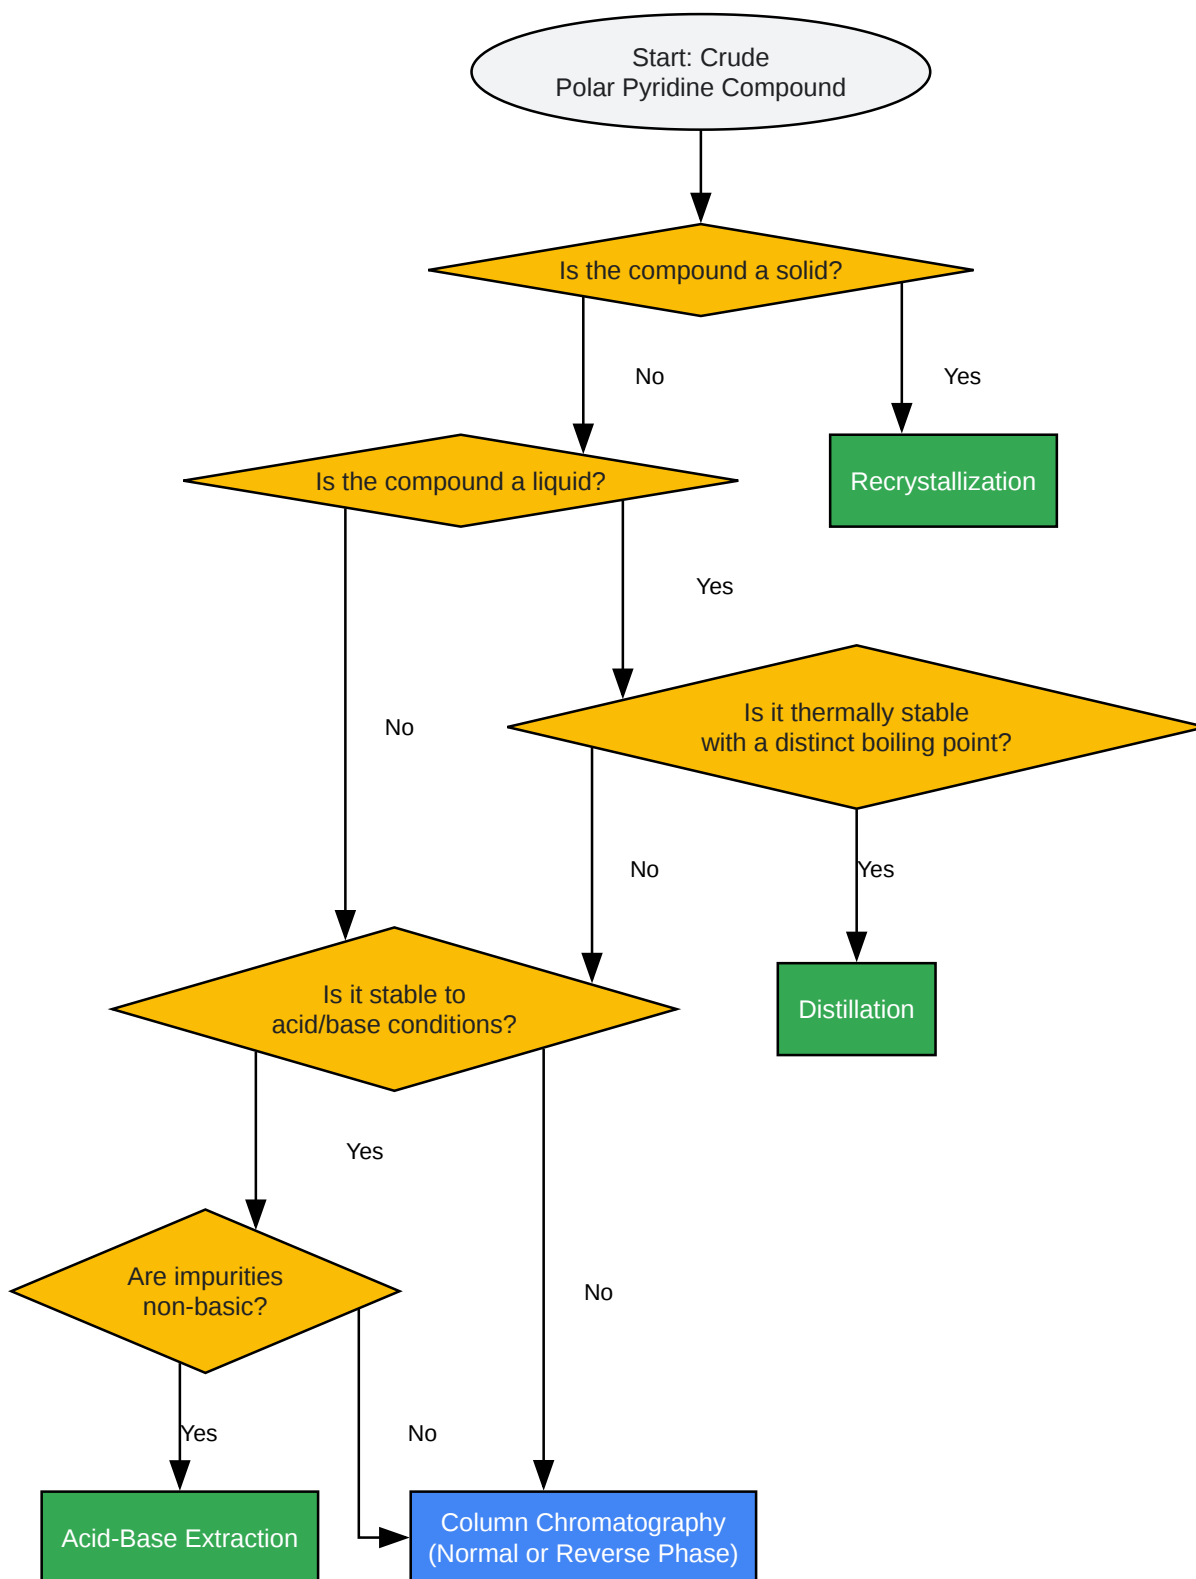 Start: Crude
Polar Pyridine Compound
Is the compound a solid?
No
Yes
Is the compound a liquid?
Recrystallization
Yes
Is it thermally stable
with a distinct boiling point?
No
No
Yes
Is it stable to
acid/base conditions?
Distillation
Yes
Are impurities
non-basic?
No
Yes
No
Acid-Base Extraction
Column Chromatography
(Normal or Reverse Phase)